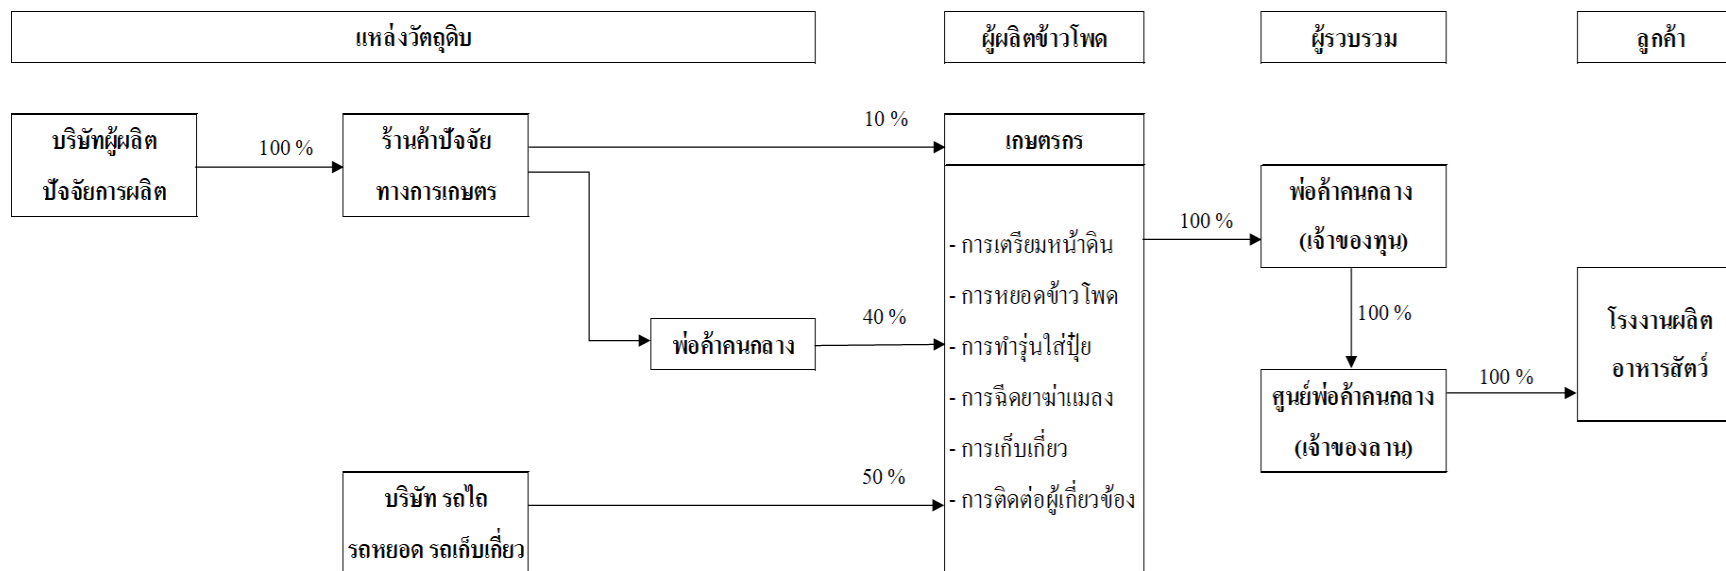 แหล่งวัตถุดิบ
ผู้ผลิตข้าวโพด
ผู้รวบรวม
ลูกค้า
บริษัทผู้ผลิต
ปัจจัยการผลิต
100 %
ร้านค้าปัจจัย
ทางการเกษตร
10 %
เกษตรกร
พ่อค้าคนกลาง
40 %
บริษัท รถไถ
รถหยอด รถเก็บเกี่ยว
50 %
- การเตรียมหน้าดิน
- การหยอดข้าวโพด
- การทำรุ่นใส่ปุ๋ย
- การฉีดยาฆ่าแมลง
- การเก็บเกี่ยว
- การติดต่อผู้เกี่ยวข้อง
100 %
พ่อค้าคนกลาง
(เจ้าของทุน)
100 %
ศูนย์พ่อค้าคนกลาง
(เจ้าของลาน)
100 %
โรงงานผลิต
อาหารสัตว์